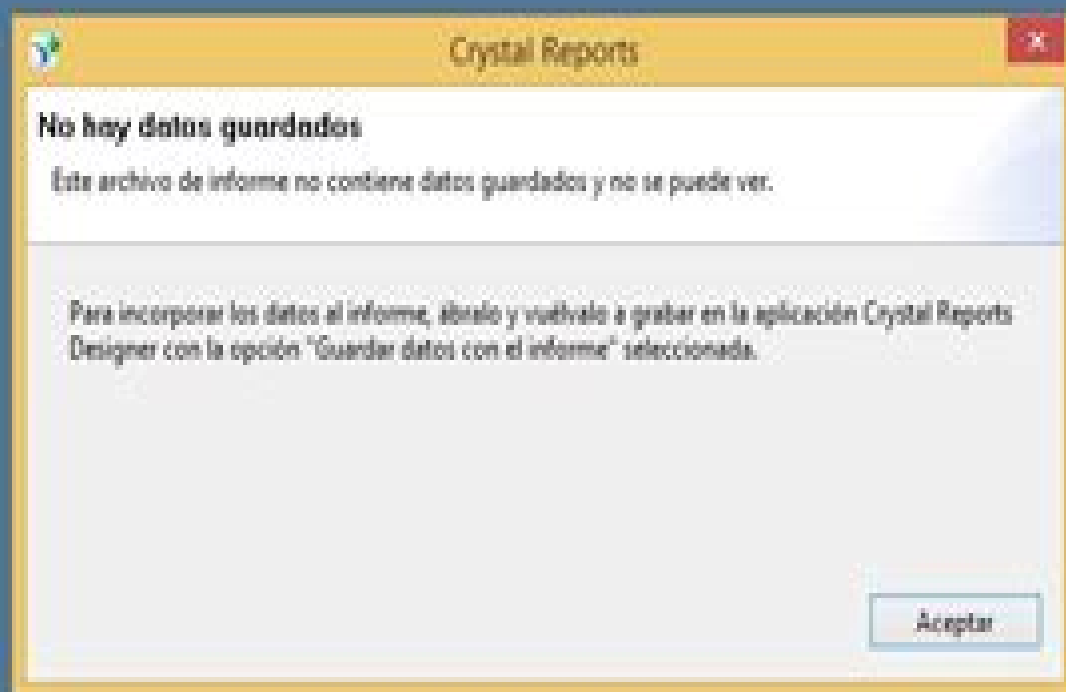 Crystal Reports
No hay datos guardados
Este archivo de informe no contiene datos guardados y no se puede ver.
Para incorporar los datos al informe, ábralo y vuélvalo a grabar en la aplicación Crystal Reports
Designer con la opción "Guardar datos con el informe" seleccionada.
Aceptar